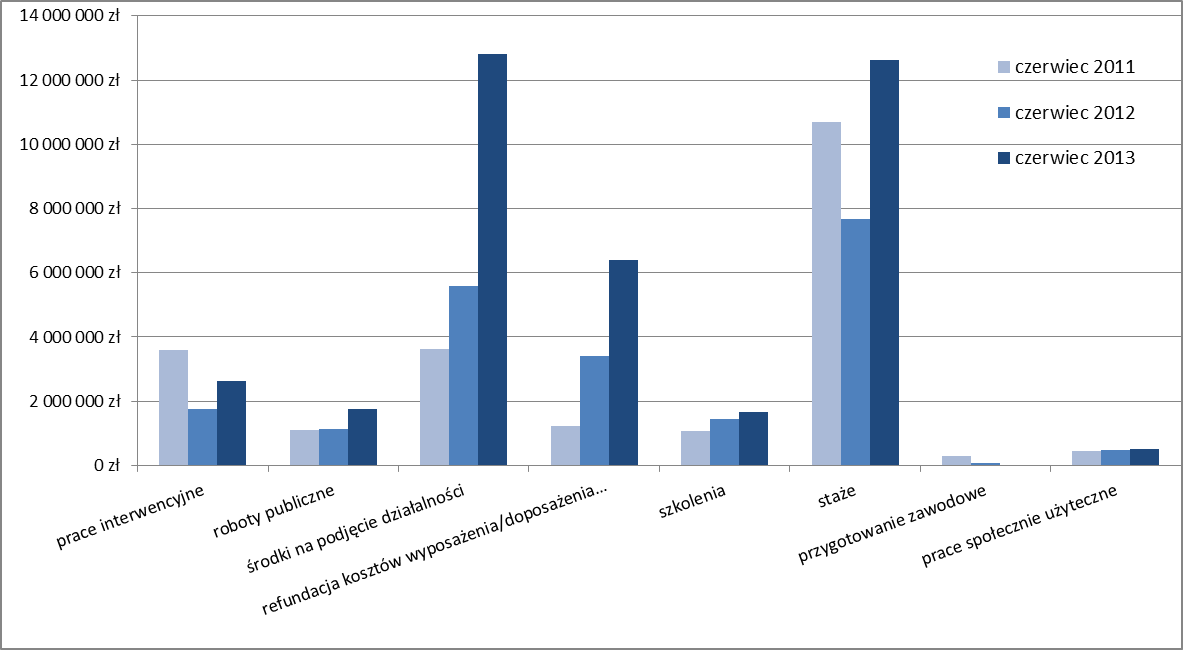 14 000 000 zł
12 000 000 zł
10 000 000 zł
8 000 000 zł
6 000 000 zł
4 000 000 zł
2 000 000 zł
0 zł
czerwiec 2011
czerwiec 2012
czerwiec 2013
prace interwencyjne
roboty publiczne
środki na podjęcie działalności
refundacja kosztów wyposażenia/doposażenia...
szkolenia
staże
przygotowanie zawodowe
prace społecznie użyteczne